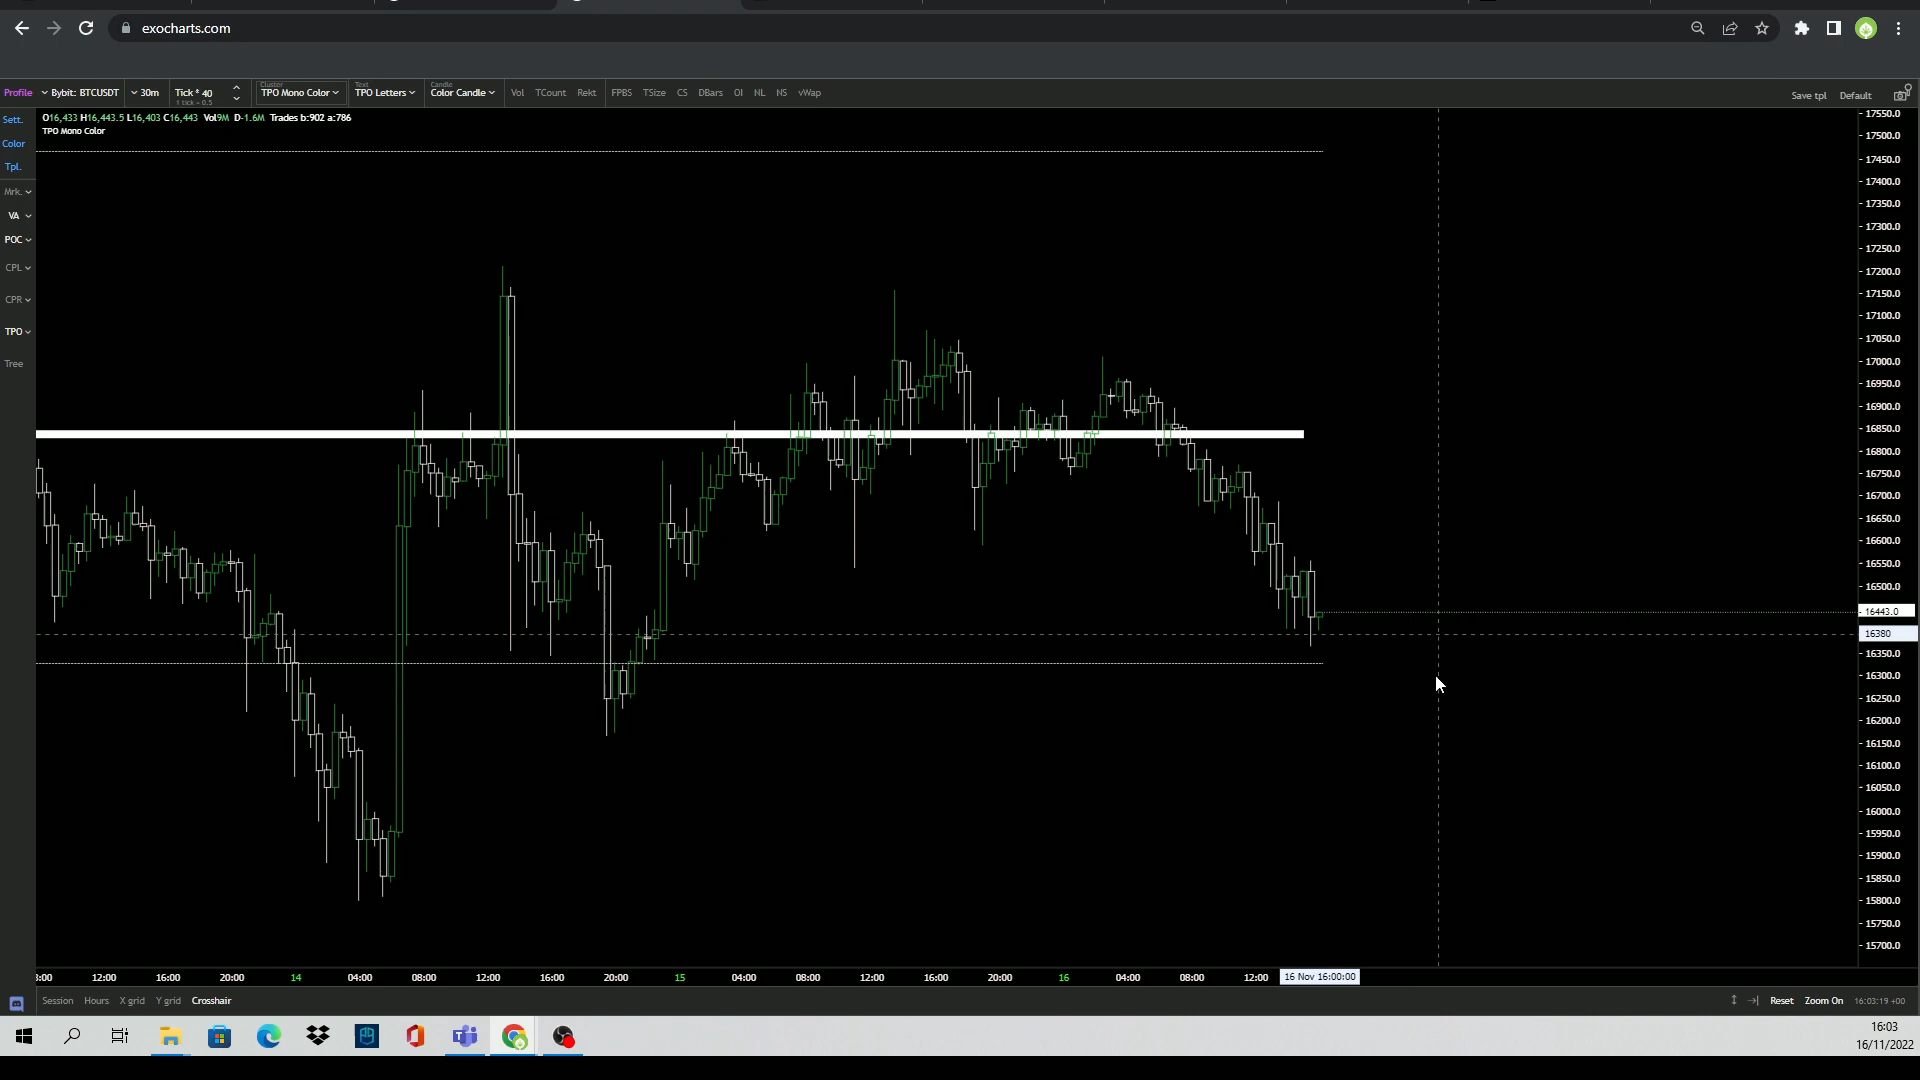 exocharts.com
Profile Bybit: BTCUSDT 30m Tick * 40 Cluster TPO Mono Color Text TPO Letters Candle Color Candle Vol TCount Rekt FPBS TSize CS DBars OI NL NS vWap Save tpl Default
1 tick = 0.5
Sett.
Color
Tpl.
Mrk.
VA
POC
CPL
CPR
TPO
Tree
O16,433 H16,443.5 L16,403 C16,443 Vol9M D-1.6M Trades b:902 a:786
TPO Mono Color
17550.0
17500.0
17450.0
17400.0
17350.0
17300.0
17250.0
17200.0
17150.0
17100.0
17050.0
17000.0
16950.0
16900.0
16850.0
16800.0
16750.0
16700.0
16650.0
16600.0
16550.0
16500.0
16443.0
16380
16350.0
16300.0
16250.0
16200.0
16150.0
16100.0
16050.0
16000.0
15950.0
15900.0
15850.0
15800.0
15750.0
15700.0
:00 12:00 16:00 20:00 14 04:00 08:00 12:00 16:00 20:00 15 04:00 08:00 12:00 16:00 20:00 16 04:00 08:00 12:00 16 Nov 16:00:00
Session Hours X grid Y grid Crosshair Reset Zoom On 16:03:19 +00
16:03
16/11/2022